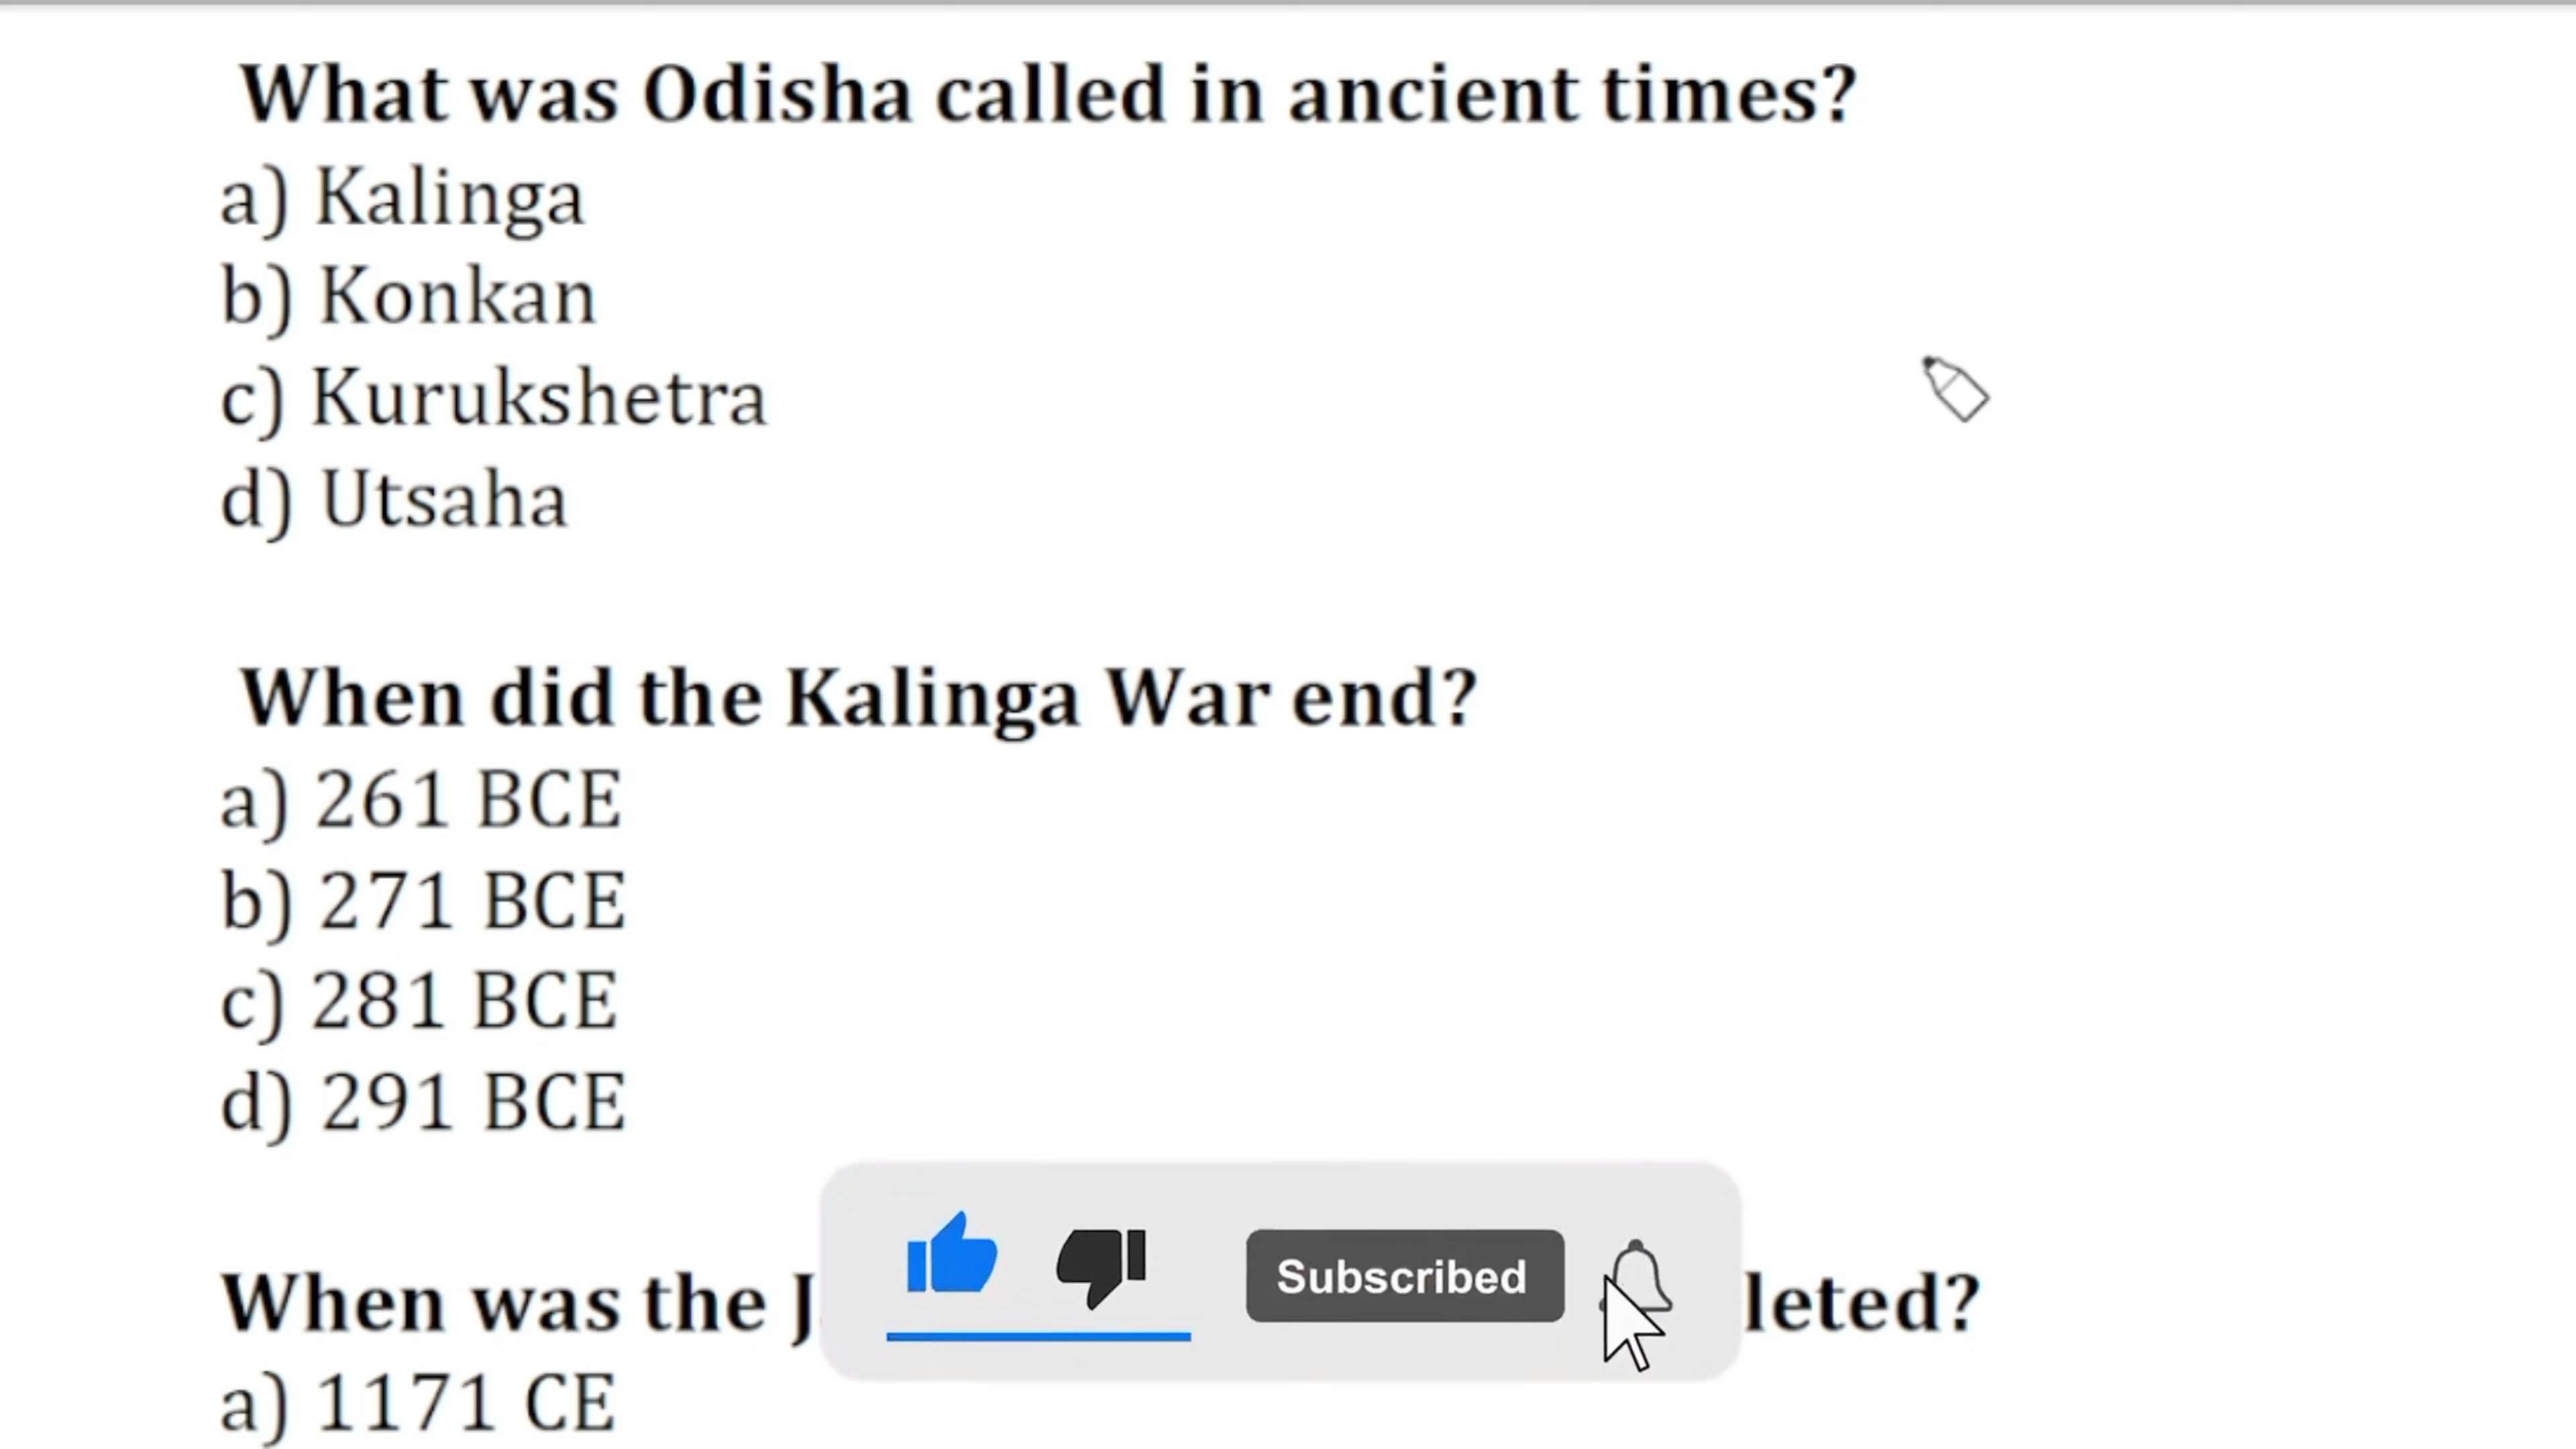 What was Odisha called in ancient times?
a) Kalinga
b) Konkan
c) Kurukshetra
d) Utsaha
When did the Kalinga War end?
a) 261 BCE
b) 271 BCE
c) 281 BCE
d) 291 BCE
When was the J
leted?
Subscribed
a) 1171 CE